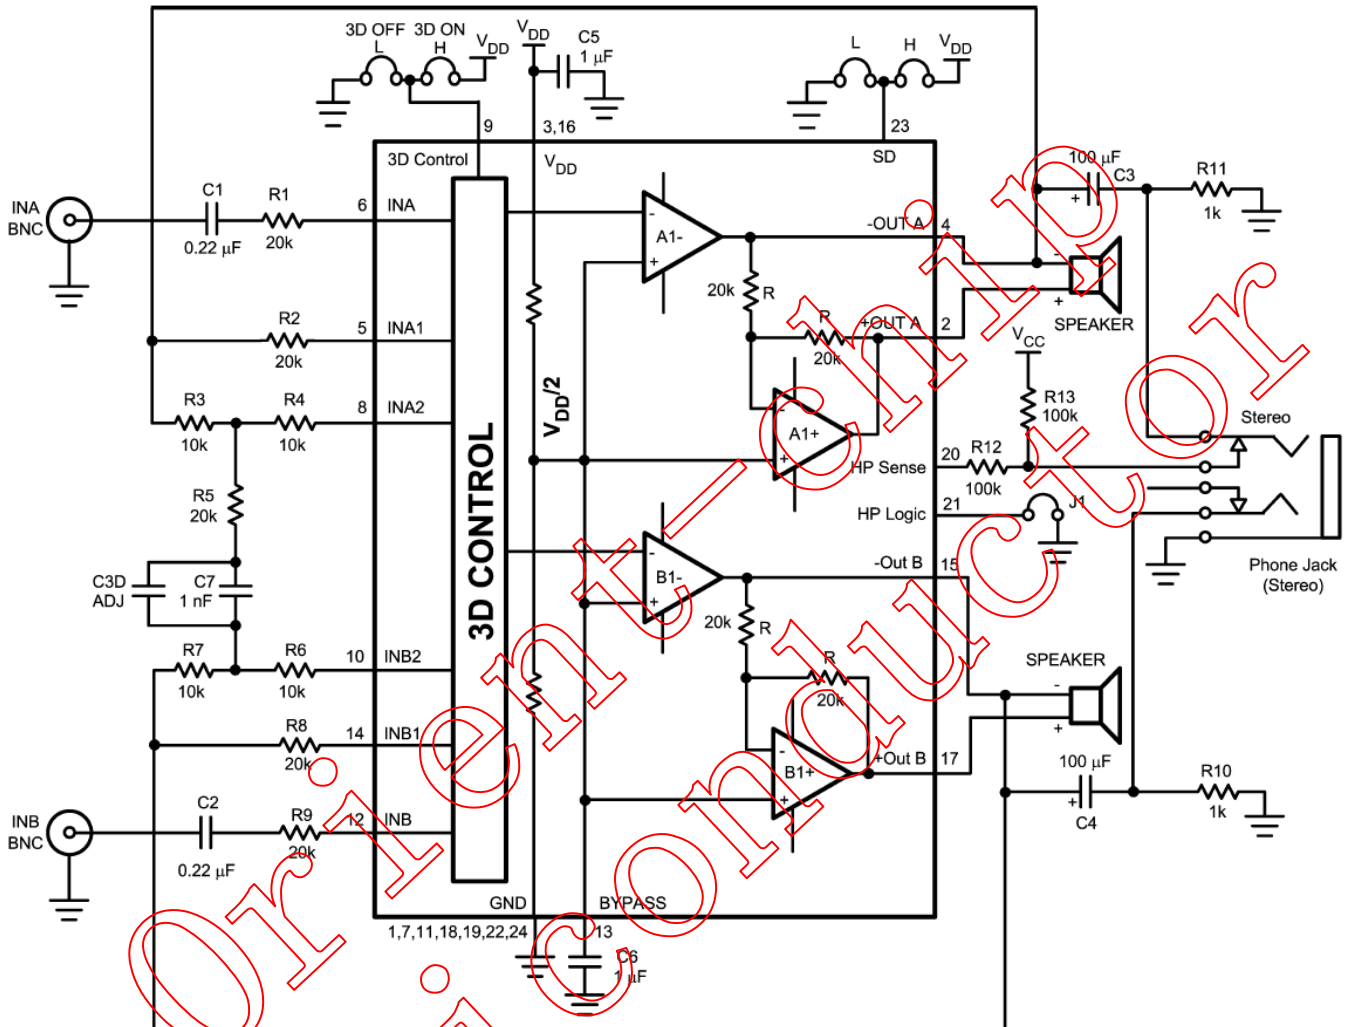 3D OFF 3D ON
L H
VDD
VDD
C5
1 µF
L H
VDD
9
3,16
23
3D Control
VDD
SD
100 µF
C3
+
R11
1k
INA
BNC
C1
0.22 µF
R1
20k
6 INA
-
A1-
+
-OUT A 4
20k R
-
+
SPEAKER
R2
20k
5 INA1
R
20k
+OUT A 2
VCC
R3
10k
R4
10k
8 INA2
VDD/2
-
A1+
+
R13
100k
Stereo
HP Sense 20
R12
100k
R5
20k
HP Logic 21
J1
3D CONTROL
C3D
ADJ
C7
1 nF
-
B1-
+
-Out B 15
Phone Jack
(Stereo)
20k R
R7
10k
R6
10k
10 INB2
R
20k
SPEAKER
-
+
R8
20k
14 INB1
-
B1+
+
+Out B 17
100 µF
+
C4
R10
1k
INB
BNC
C2
0.22 µF
R9
20k
12 INB
GND
BYPASS
1,7,11,18,19,22,24
13
C6
1 µF
Orient-chip
iconductor